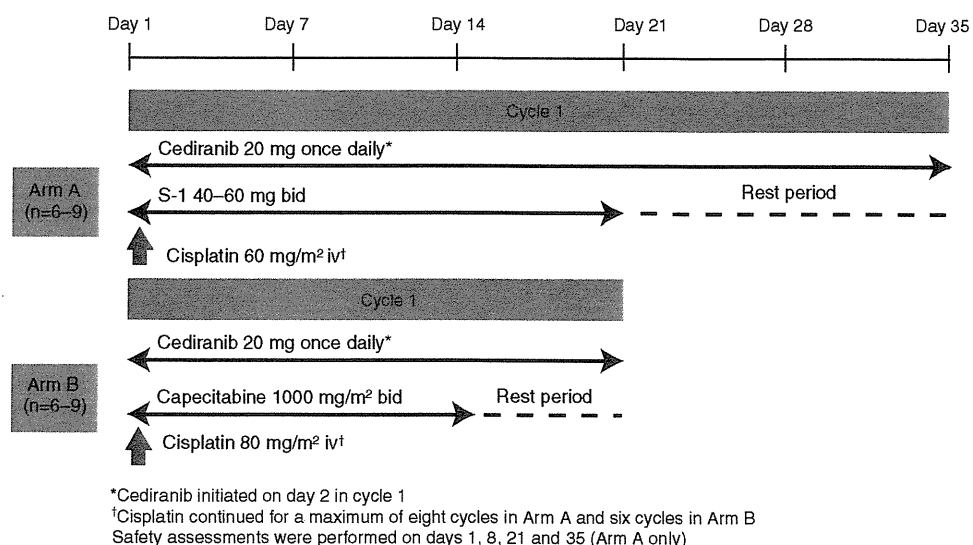 Day 1 Day 7 Day 14 Day 21 Day 28 Day 35
Cycle 1
Cediranib 20 mg once daily*
Arm A
(n=6–9)
S-1 40–60 mg bid
Rest period
Cisplatin 60 mg/m² iv†
Cycle 1
Cediranib 20 mg once daily*
Arm B
(n=6–9)
Capecitabine 1000 mg/m² bid
Rest period
Cisplatin 80 mg/m² iv†
*Cediranib initiated on day 2 in cycle 1
†Cisplatin continued for a maximum of eight cycles in Arm A and six cycles in Arm B
Safety assessments were performed on days 1, 8, 21 and 35 (Arm A only)